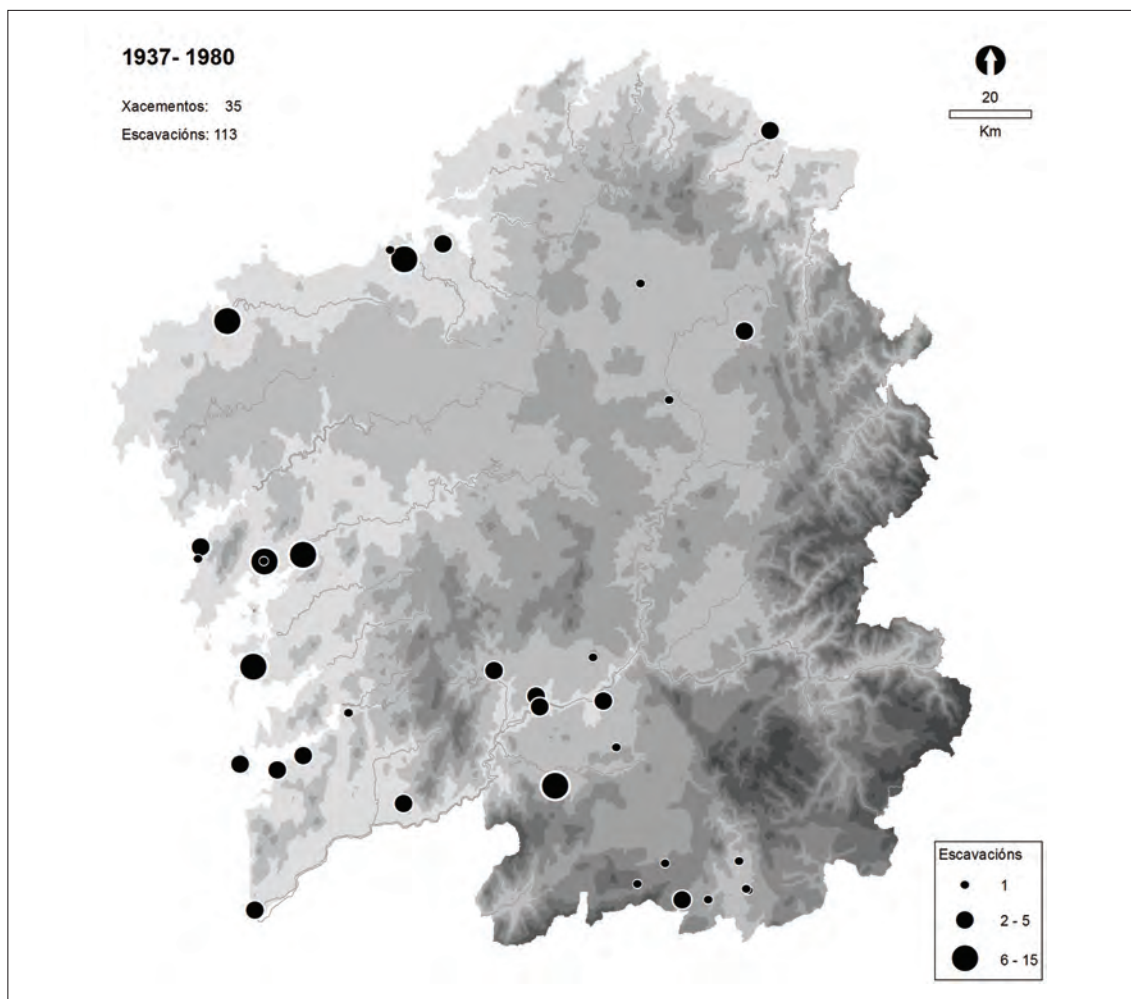 1937- 1980
Xacementos: 35
Escavacións: 113
20
Km
Escavacións
1
2 - 5
6 - 15